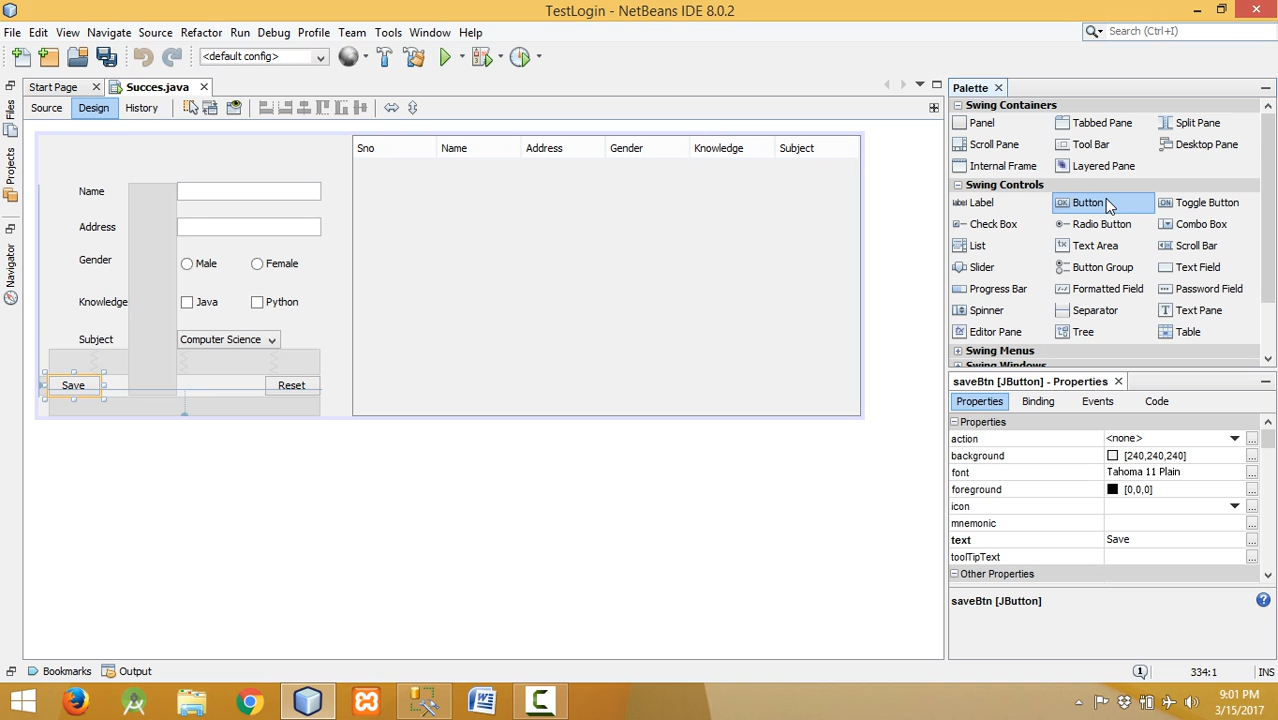 TestLogin - NetBeans IDE 8.0.2
File Edit View Navigate Source Refactor Run Debug Profile Team Tools Window Help
Search (Ctrl+I)
<default config>
Start Page
Succes.java
Source Design History
Files
Projects
Navigator
Sno Name Address Gender Knowledge Subject
Name
Address
Gender Male Female
Knowledge Java Python
Subject Computer Science
Save Reset
Palette
Swing Containers
Panel Tabbed Pane Split Pane
Scroll Pane Tool Bar Desktop Pane
Internal Frame Layered Pane
Swing Controls
Label OK Button ON Toggle Button
Check Box Radio Button Combo Box
List Text Area Scroll Bar
Slider Button Group Text Field
Progress Bar Formatted Field Password Field
Spinner Separator Text Pane
Editor Pane Tree Table
Swing Menus
Swing Windows
saveBtn [JButton] - Properties
Properties Binding Events Code
Properties
action <none>
background [240,240,240]
font Tahoma 11 Plain
foreground [0,0,0]
icon
mnemonic
text Save
toolTipText
Other Properties
saveBtn [JButton]
Bookmarks Output
1 334:1 INS
9:01 PM
3/15/2017